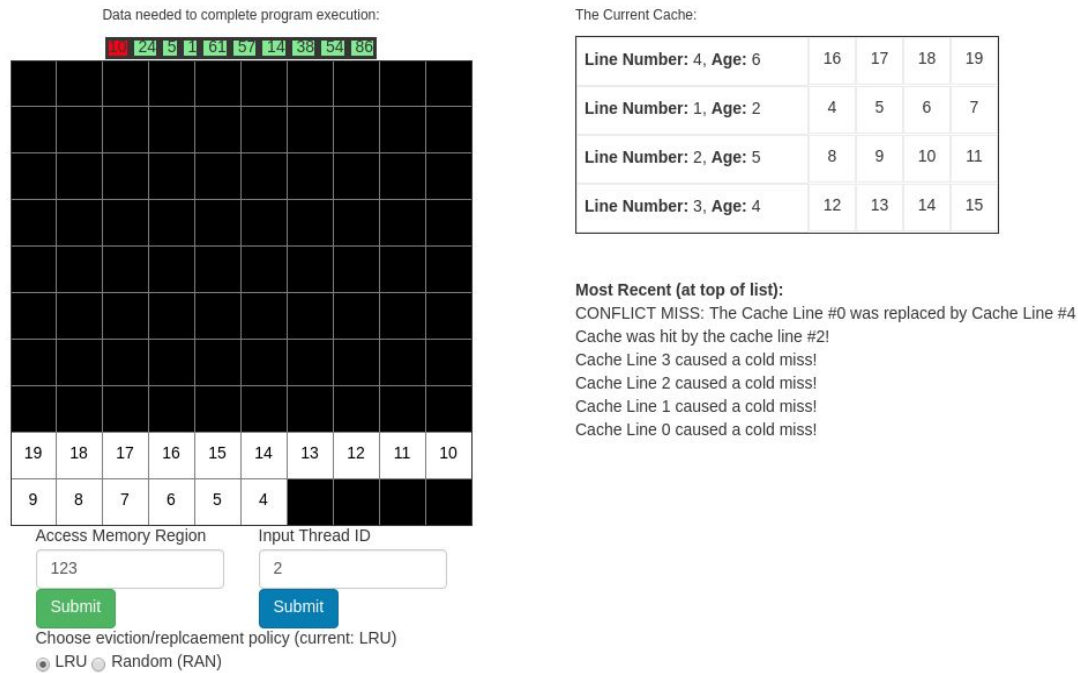 Data needed to complete program execution:
10 24 5 1 61 57 14 38 54 86
19 18 17 16 15 14 13 12 11 10
9 8 7 6 5 4
Access Memory Region
123
Submit
Input Thread ID
2
Submit
Choose eviction/replcaement policy (current: LRU)
LRU Random (RAN)
The Current Cache:
Line Number: 4, Age: 6 16 17 18 19
Line Number: 1, Age: 2 4 5 6 7
Line Number: 2, Age: 5 8 9 10 11
Line Number: 3, Age: 4 12 13 14 15
Most Recent (at top of list):
CONFLICT MISS: The Cache Line #0 was replaced by Cache Line #4
Cache was hit by the cache line #2!
Cache Line 3 caused a cold miss!
Cache Line 2 caused a cold miss!
Cache Line 1 caused a cold miss!
Cache Line 0 caused a cold miss!